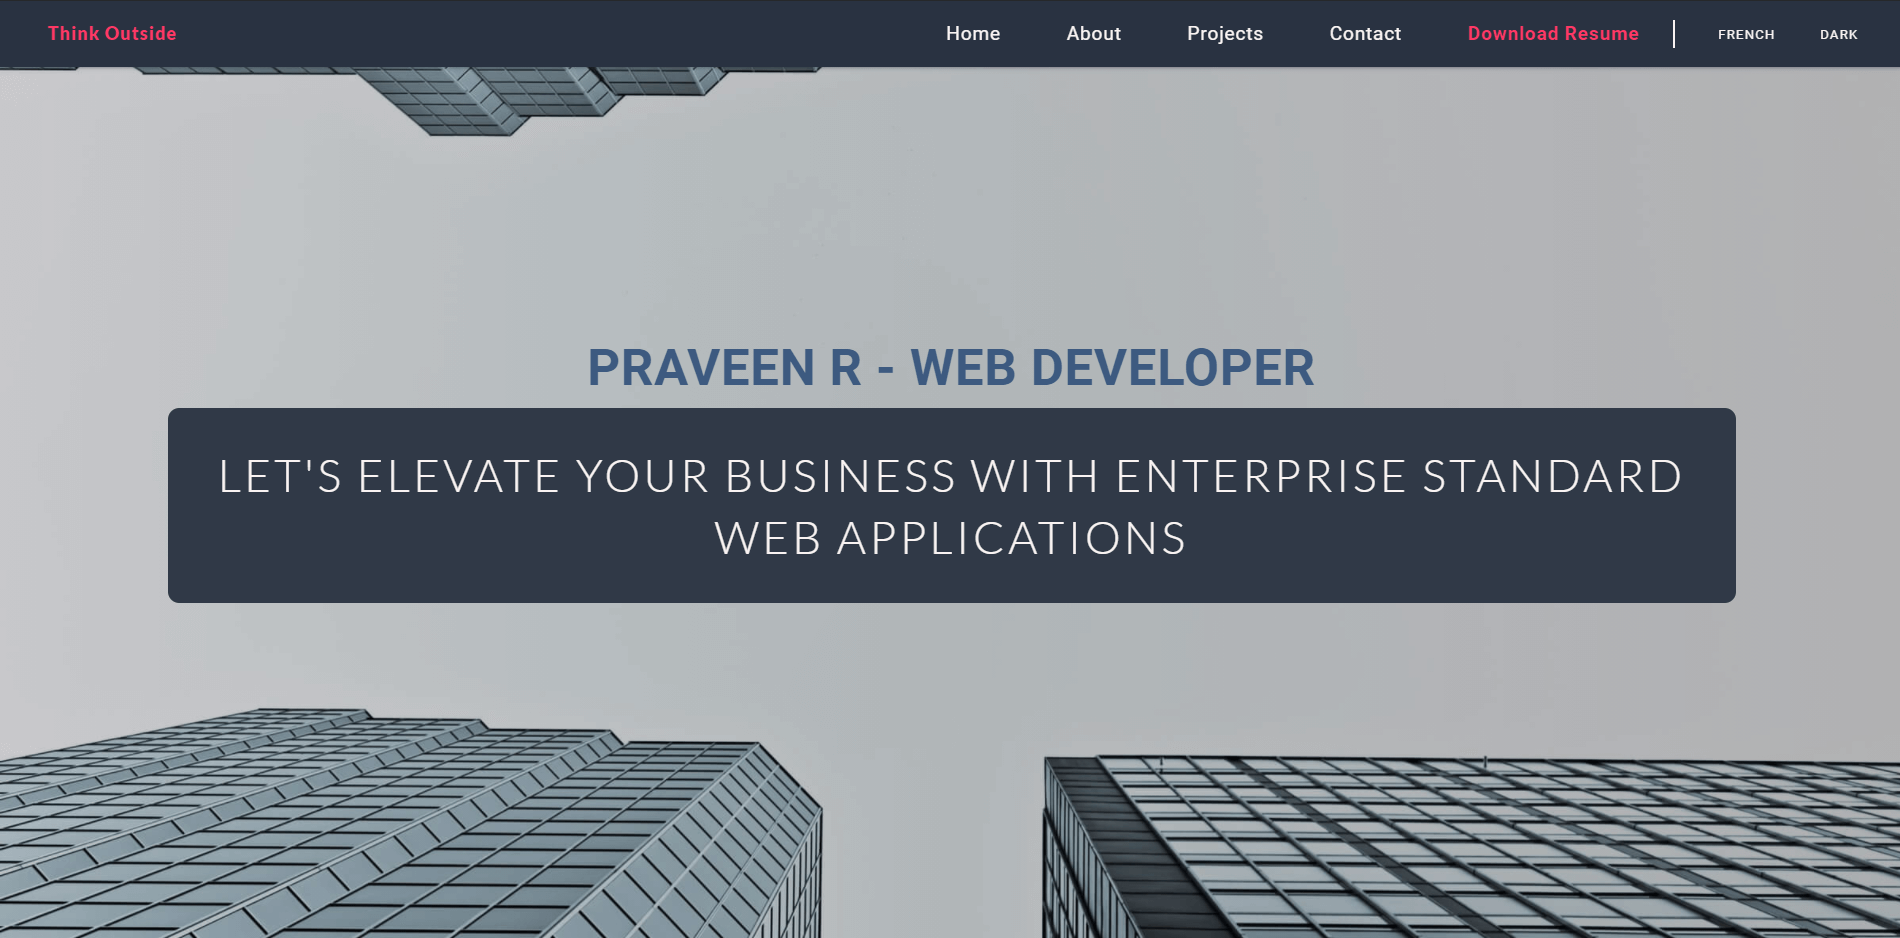 Think Outside
Home
About
Projects
Contact
Download Resume
FRENCH
DARK
PRAVEEN R - WEB DEVELOPER
LET'S ELEVATE YOUR BUSINESS WITH ENTERPRISE STANDARD
WEB APPLICATIONS